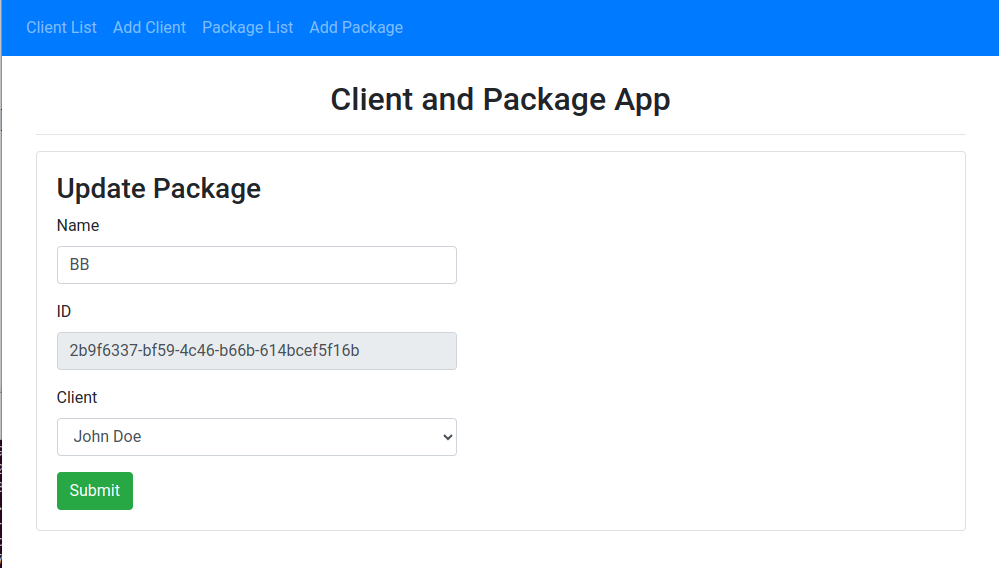 Client List Add Client Package List Add Package
Client and Package App
Update Package
Name
BB
ID
2b9f6337-bf59-4c46-b66b-614bcef5f16b
Client
John Doe
Submit